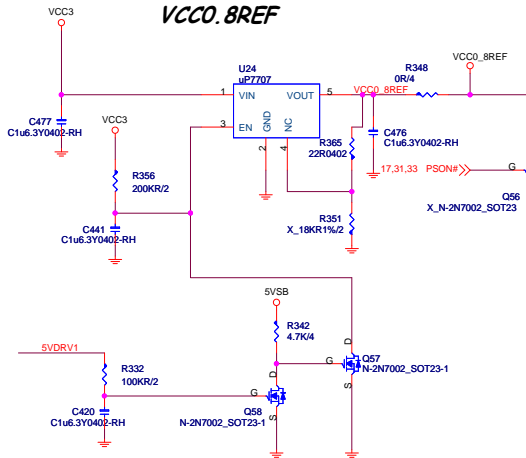 VCC0.8REF
VCC3
U24
uP7707
VCC0_8REF
R348
0R/4
1
VIN
VOUT
5
VCC0_8REF
C477
C1u6.3Y0402-RH
VCC3
3
EN
GND
NC
2
4
C476
C1u6.3Y0402-RH
R365
22R0402
R356
200KR/2
17,31,33
PSON#
G
Q56
X_N-2N7002_SOT23
C441
C1u6.3Y0402-RH
R351
X_18KR1%/2
5VSB
R342
4.7K/4
5VDRV1
D
Q57
G
N-2N7002_SOT23-1
S
R332
100KR/2
D
G
Q58
N-2N7002_SOT23-1
S
C420
C1u6.3Y0402-RH